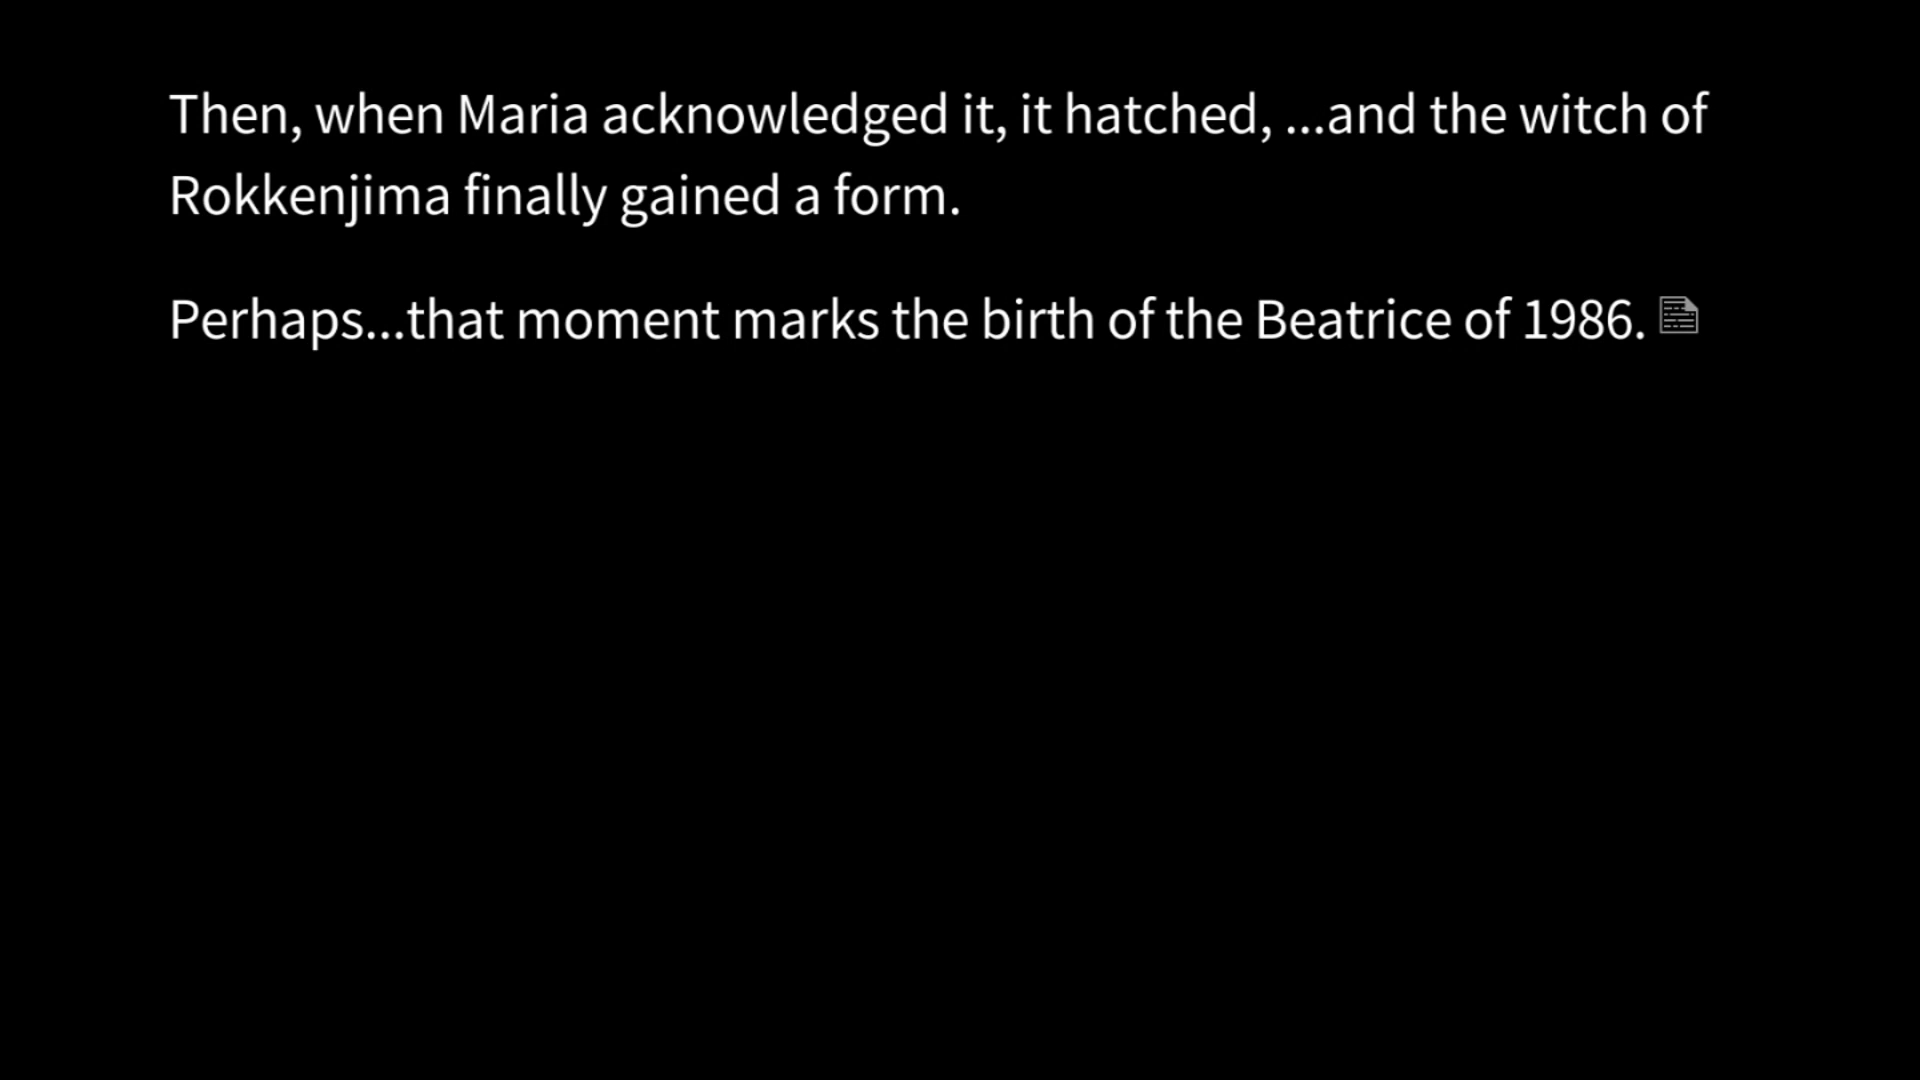 Then, when Maria acknowledged it, it hatched, ...and the witch of
Rokkenjima finally gained a form.
Perhaps...that moment marks the birth of the Beatrice of 1986.